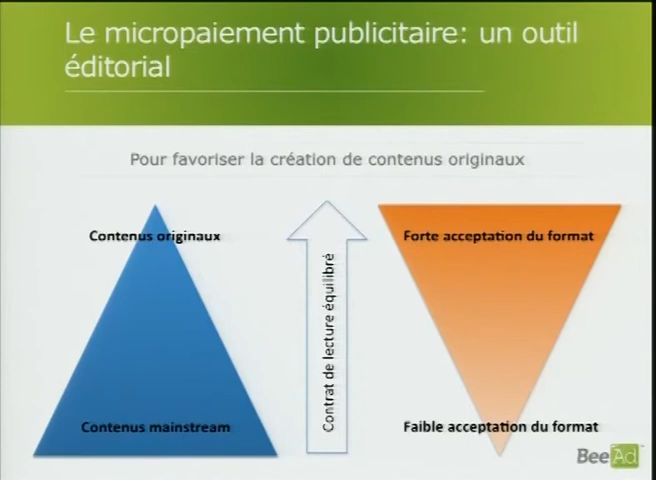 Le micropaiement publicitaire: un outil
éditorial
Pour favoriser la création de contenus originaux
Contenus originaux
Forte acceptation du format
Contrat de lecture équilibré
Contenus mainstream
Faible acceptation du format
BeeAd